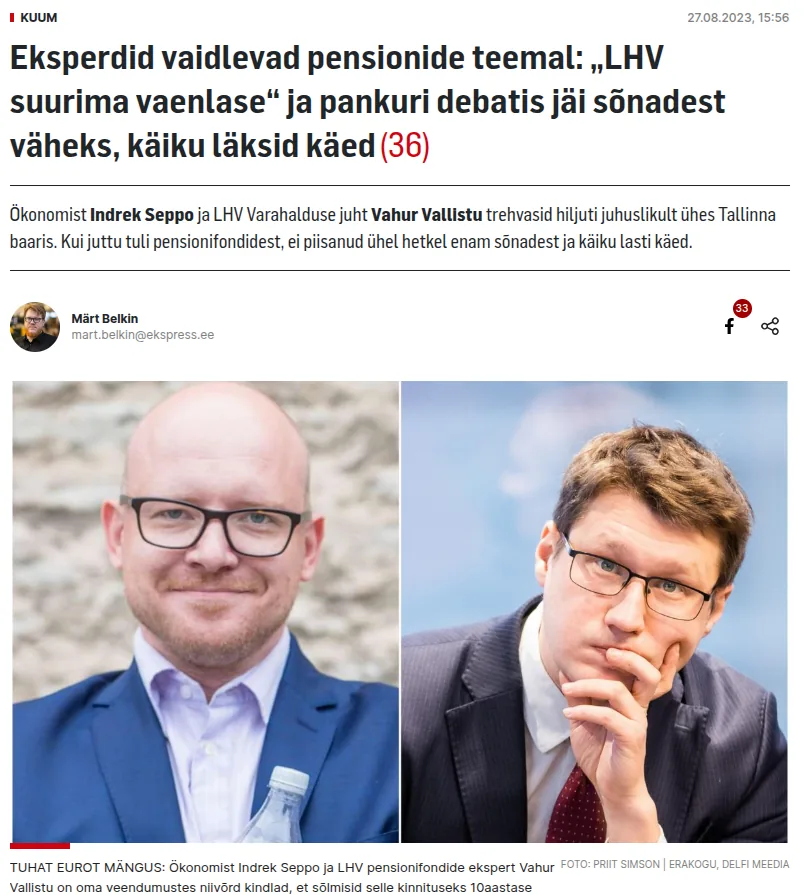 KUUM
27.08.2023, 15:56
Eksperdid vaidlevad pensionide teemal: „LHV
suurima vaenlase“ ja pankuri debatis jäi sõnadest
väheks, käiku läksid käed (36)
Ökonomist Indrek Seppo ja LHV Varahalduse juht Vahur Vallistu trehvasid hiljuti juhuslikult ühes Tallinna
baaris. Kui juttu tuli pensionifondidest, ei piisanud ühel hetkel enam sõnadest ja käiku lasti käed.
Märt Belkin
mart.belkin@ekspress.ee
33
TUHAT EUROT MÄNGUS: Ökonomist Indrek Seppo ja LHV pensionifondide ekspert Vahur
Vallistu on oma veendumustes niivõrd kindlad, et sõlmisid selle kinnituseks 10aastase
FOTO: PRIIT SIMSON | ERAKOGU, DELFI MEEDIA